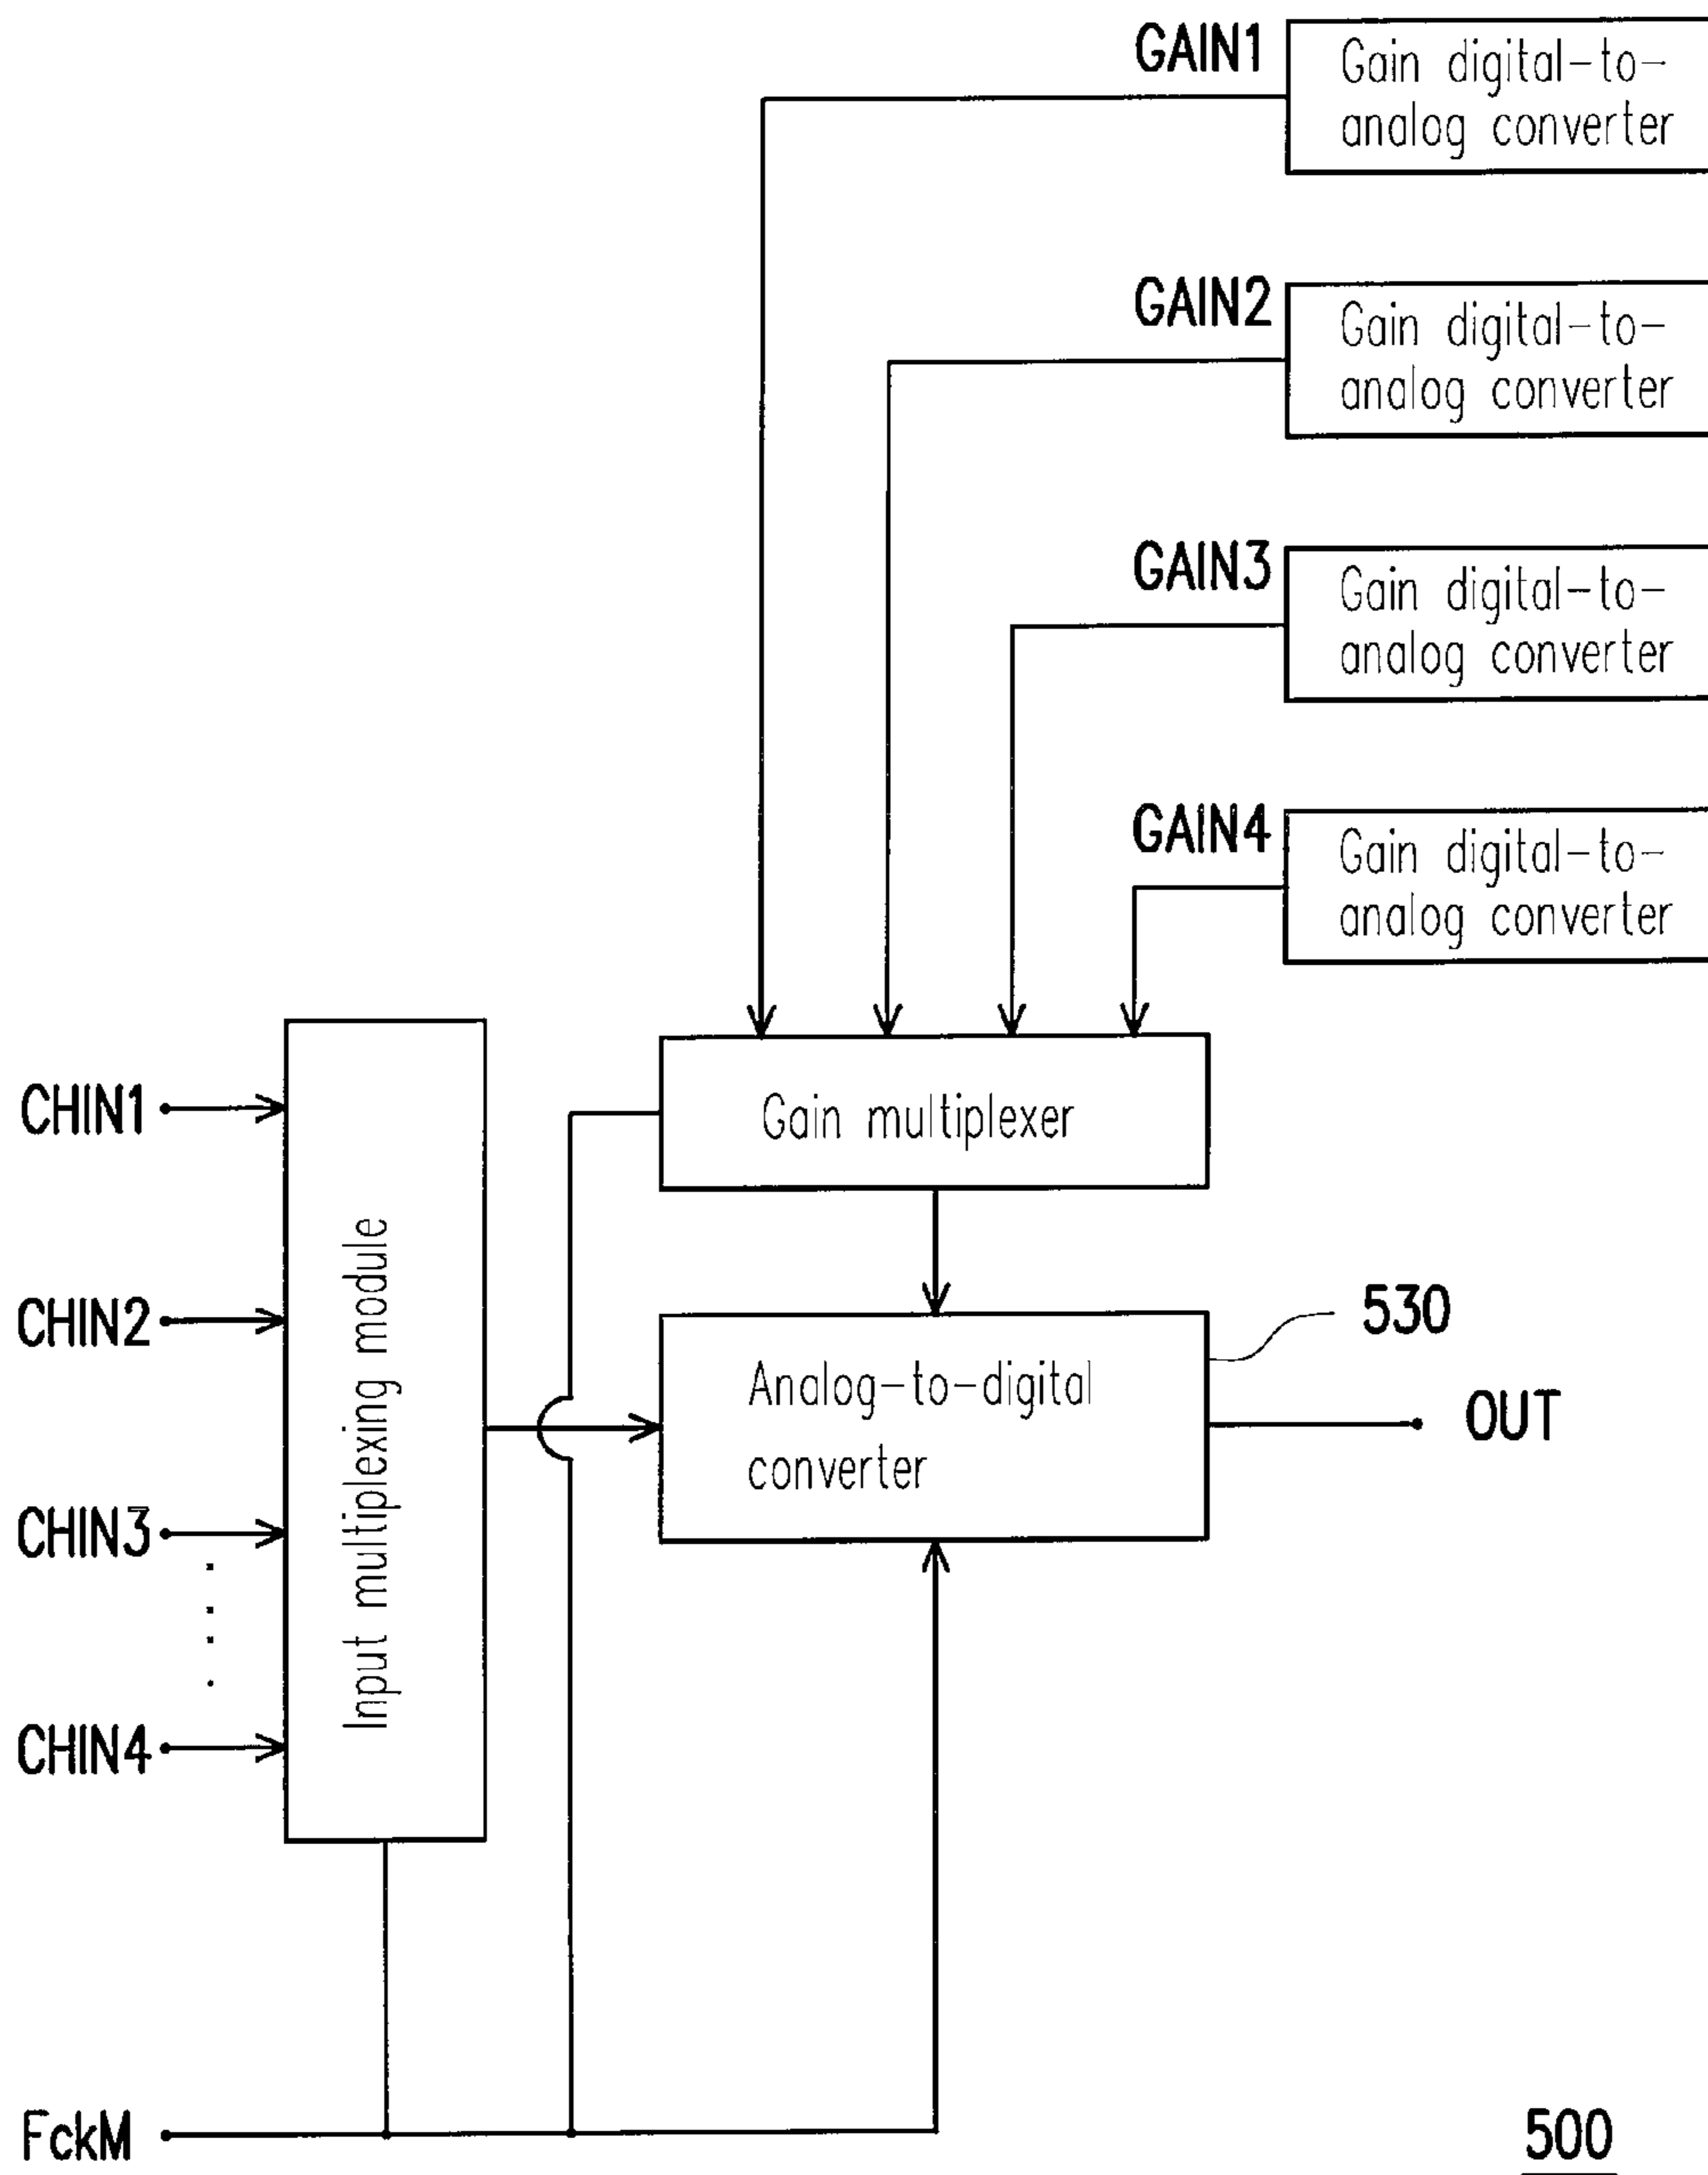 GAIN1
Gain digital-to-
analog converter
GAIN2
Gain digital-to-
analog converter
GAIN3
Gain digital-to-
analog converter
GAIN4
Gain digital-to-
analog converter
Gain multiplexer
CHIN1
CHIN2
CHIN3
CHIN4
Input multiplexing module
Analog-to-digital
converter
530
OUT
FckM
500